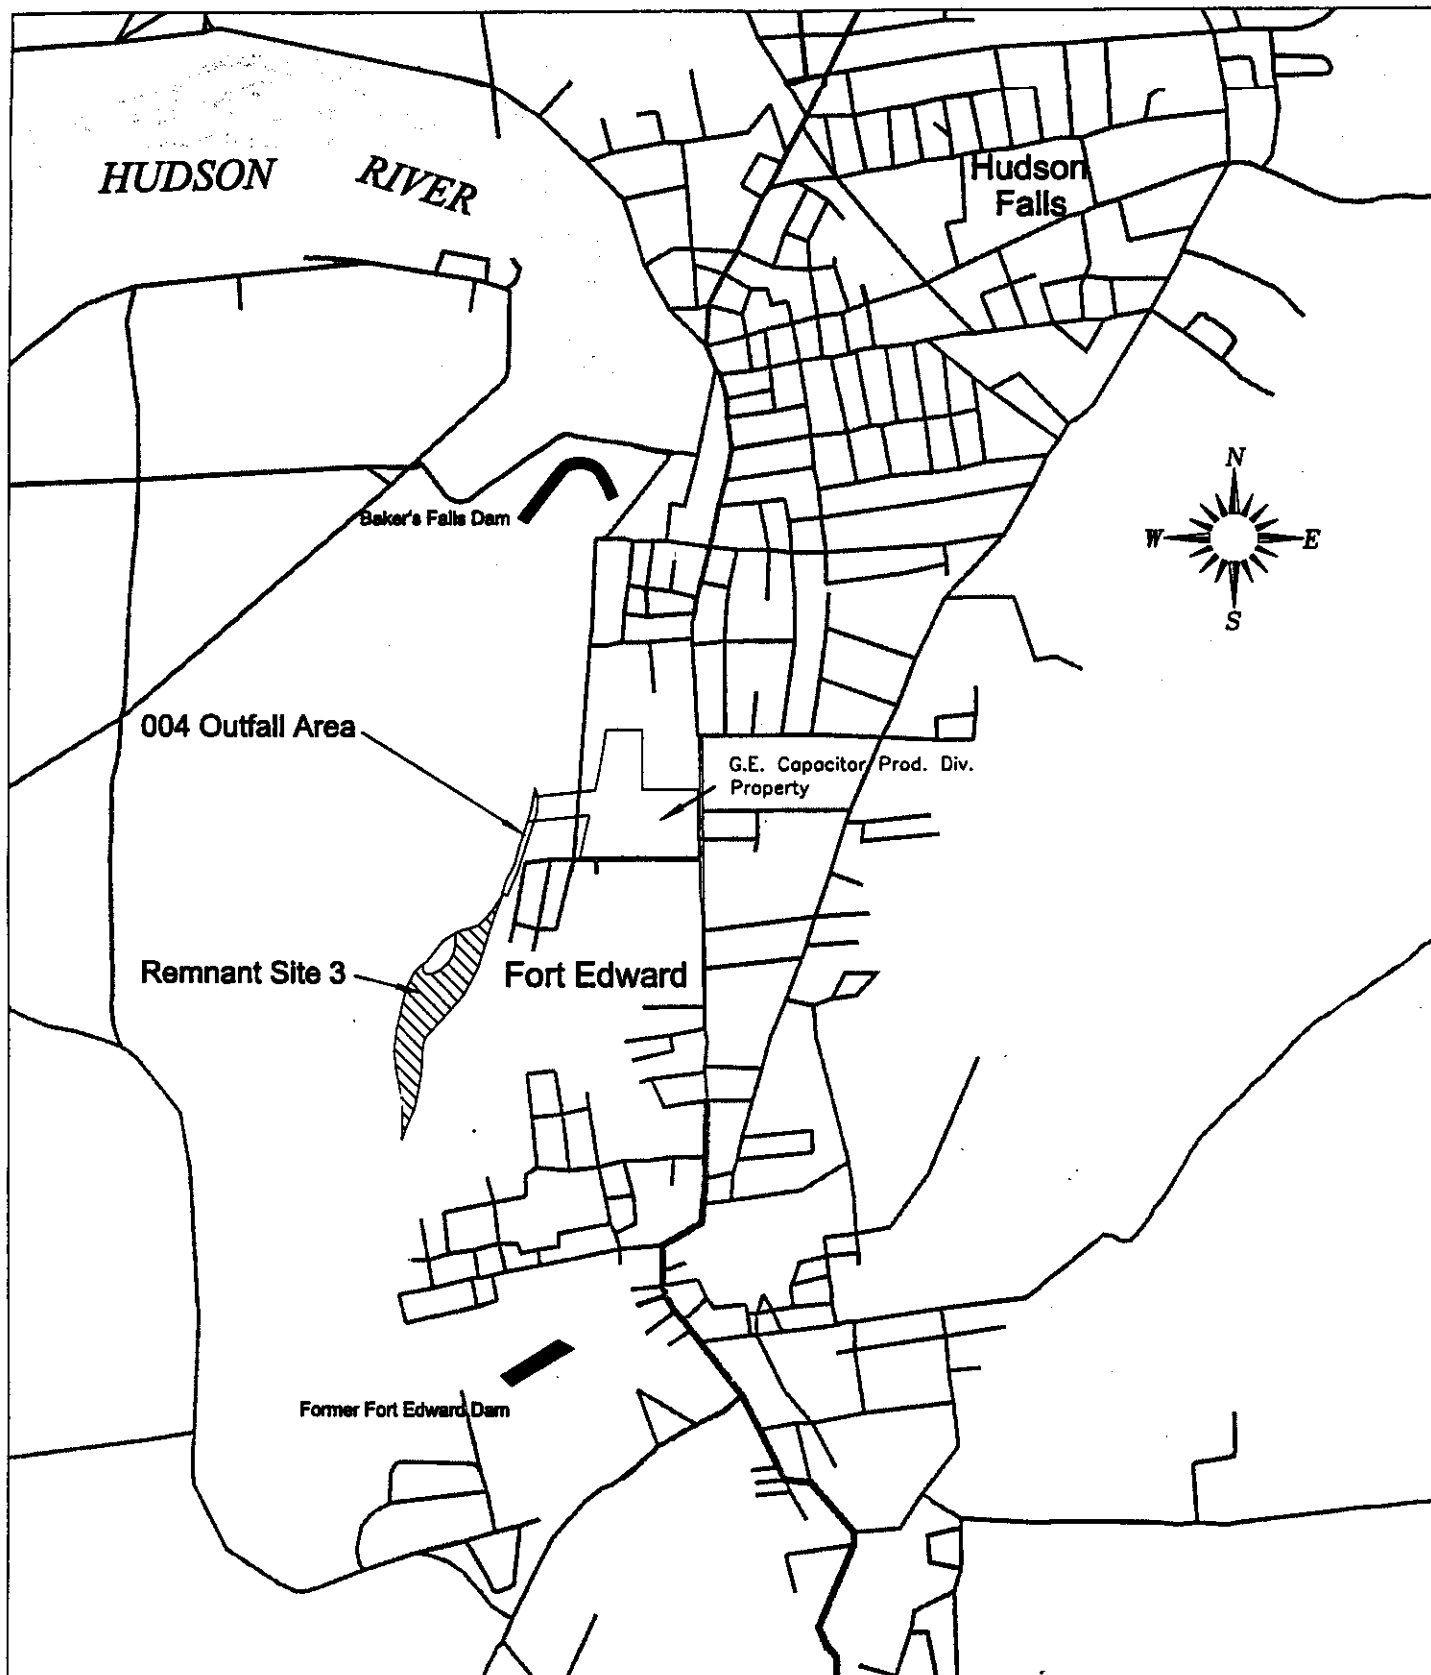 HUDSON RIVER
Hudson
Falls
Baker's Falls Dam
N
W E
S
004 Outfall Area
G.E. Capacitor Prod. Div.
Property
Remnant Site 3
Fort Edward
Former Fort Edward Dam